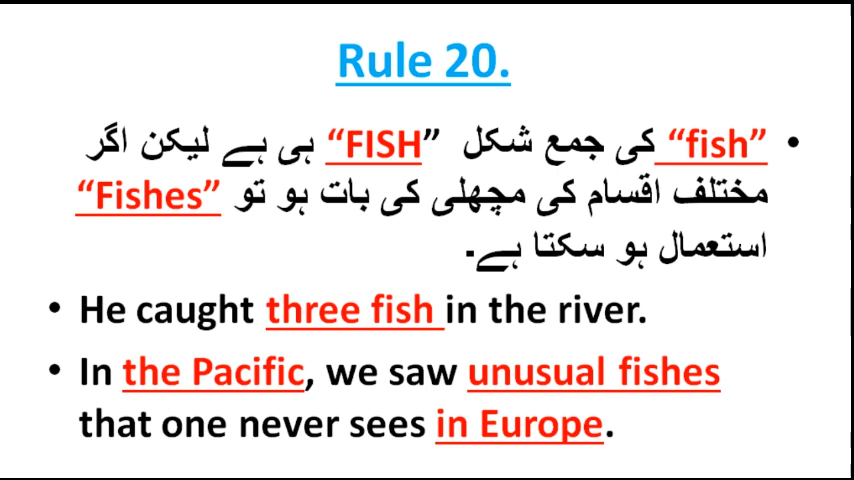 Rule 20.
• “fish” کی جمع شکل “FISH” ہی ہے لیکن اگر
مختلف اقسام کی مچھلی کی بات ہو تو “Fishes”
استعمال ہو سکتا ہے۔
• He caught three fish in the river.
• In the Pacific, we saw unusual fishes
that one never sees in Europe.